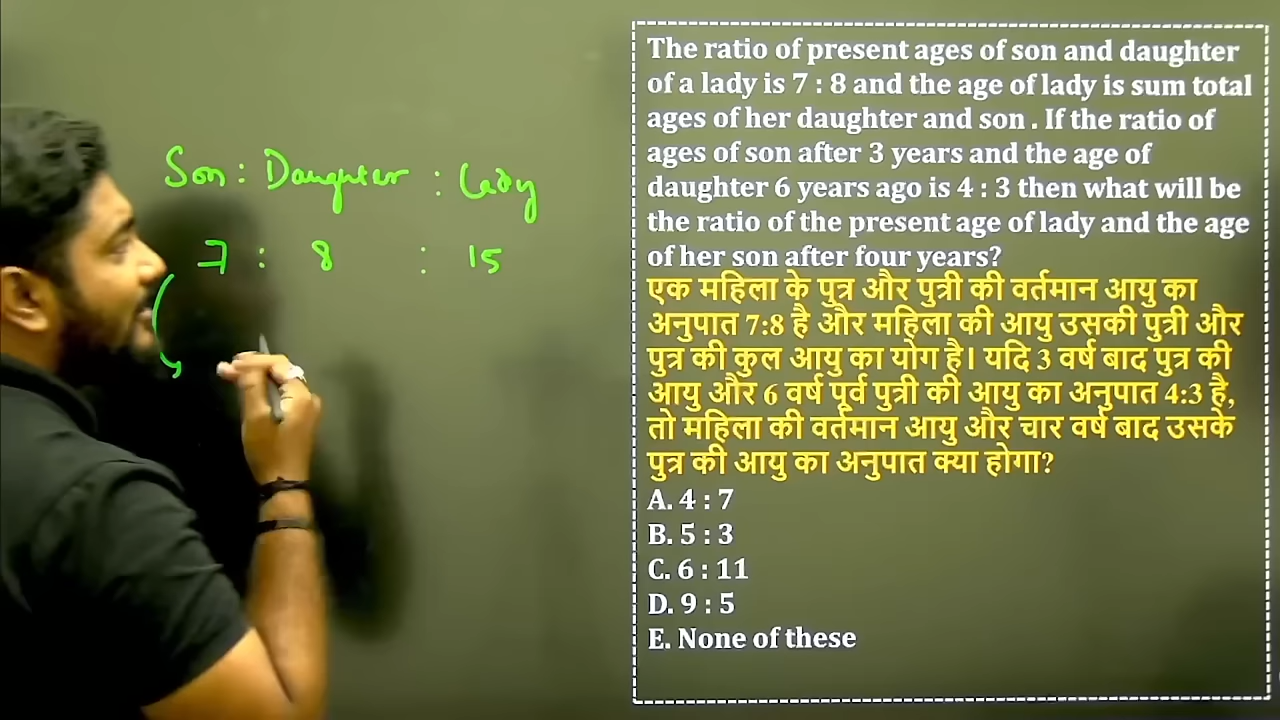 Son : Daughter : Lady
7 : 8 : 15
The ratio of present ages of son and daughter
of a lady is 7 : 8 and the age of lady is sum total
ages of her daughter and son . If the ratio of
ages of son after 3 years and the age of
daughter 6 years ago is 4 : 3 then what will be
the ratio of the present age of lady and the age
of her son after four years?
एक महिला के पुत्र और पुत्री की वर्तमान आयु का
अनुपात 7:8 है और महिला की आयु उसकी पुत्री और
पुत्र की कुल आयु का योग है। यदि 3 वर्ष बाद पुत्र की
आयु और 6 वर्ष पूर्व पुत्री की आयु का अनुपात 4:3 है,
तो महिला की वर्तमान आयु और चार वर्ष बाद उसके
पुत्र की आयु का अनुपात क्या होगा?
A. 4 : 7
B. 5 : 3
C. 6 : 11
D. 9 : 5
E. None of these